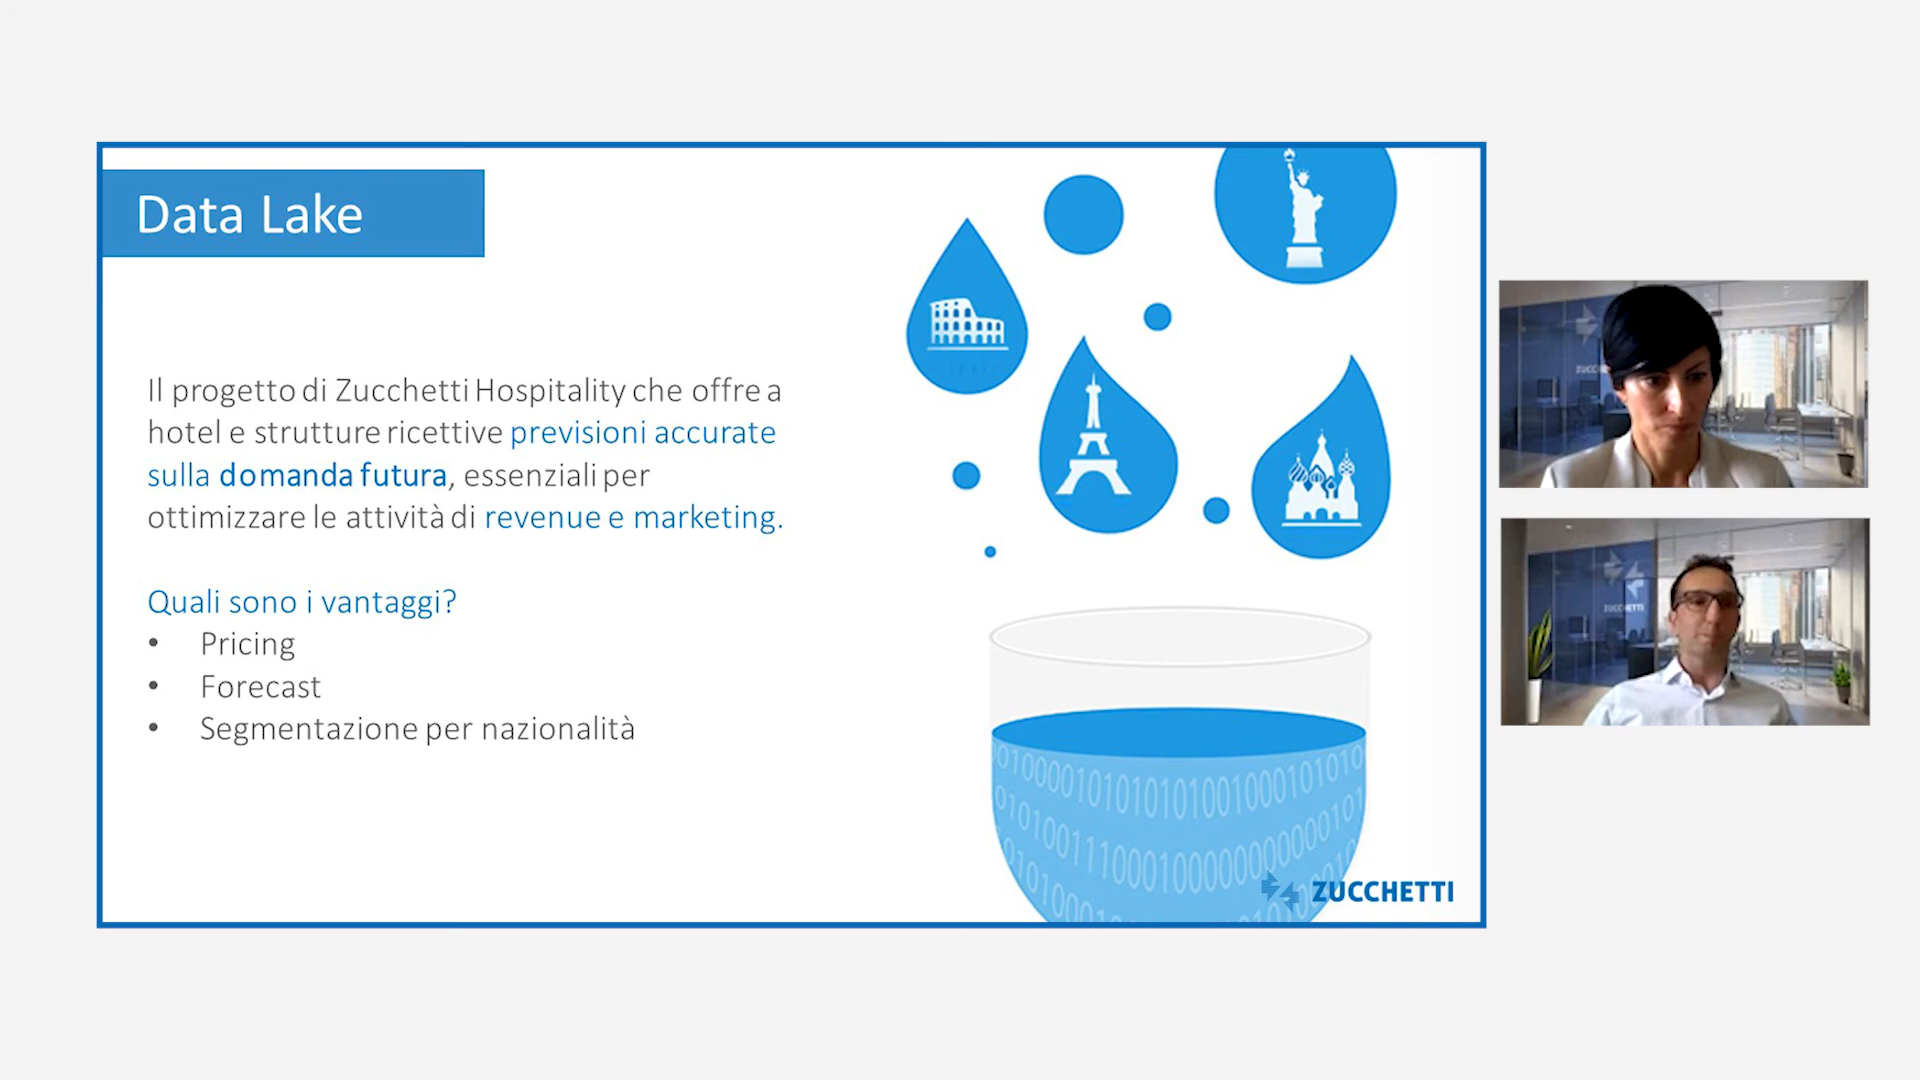 Data Lake
Il progetto di Zucchetti Hospitality che offre a
hotel e strutture ricettive previsioni accurate
sulla domanda futura, essenziali per
ottimizzare le attività di revenue e marketing.
Quali sono i vantaggi?
• Pricing
• Forecast
• Segmentazione per nazionalità
ZUCCHETTI
ZUCCHETTI